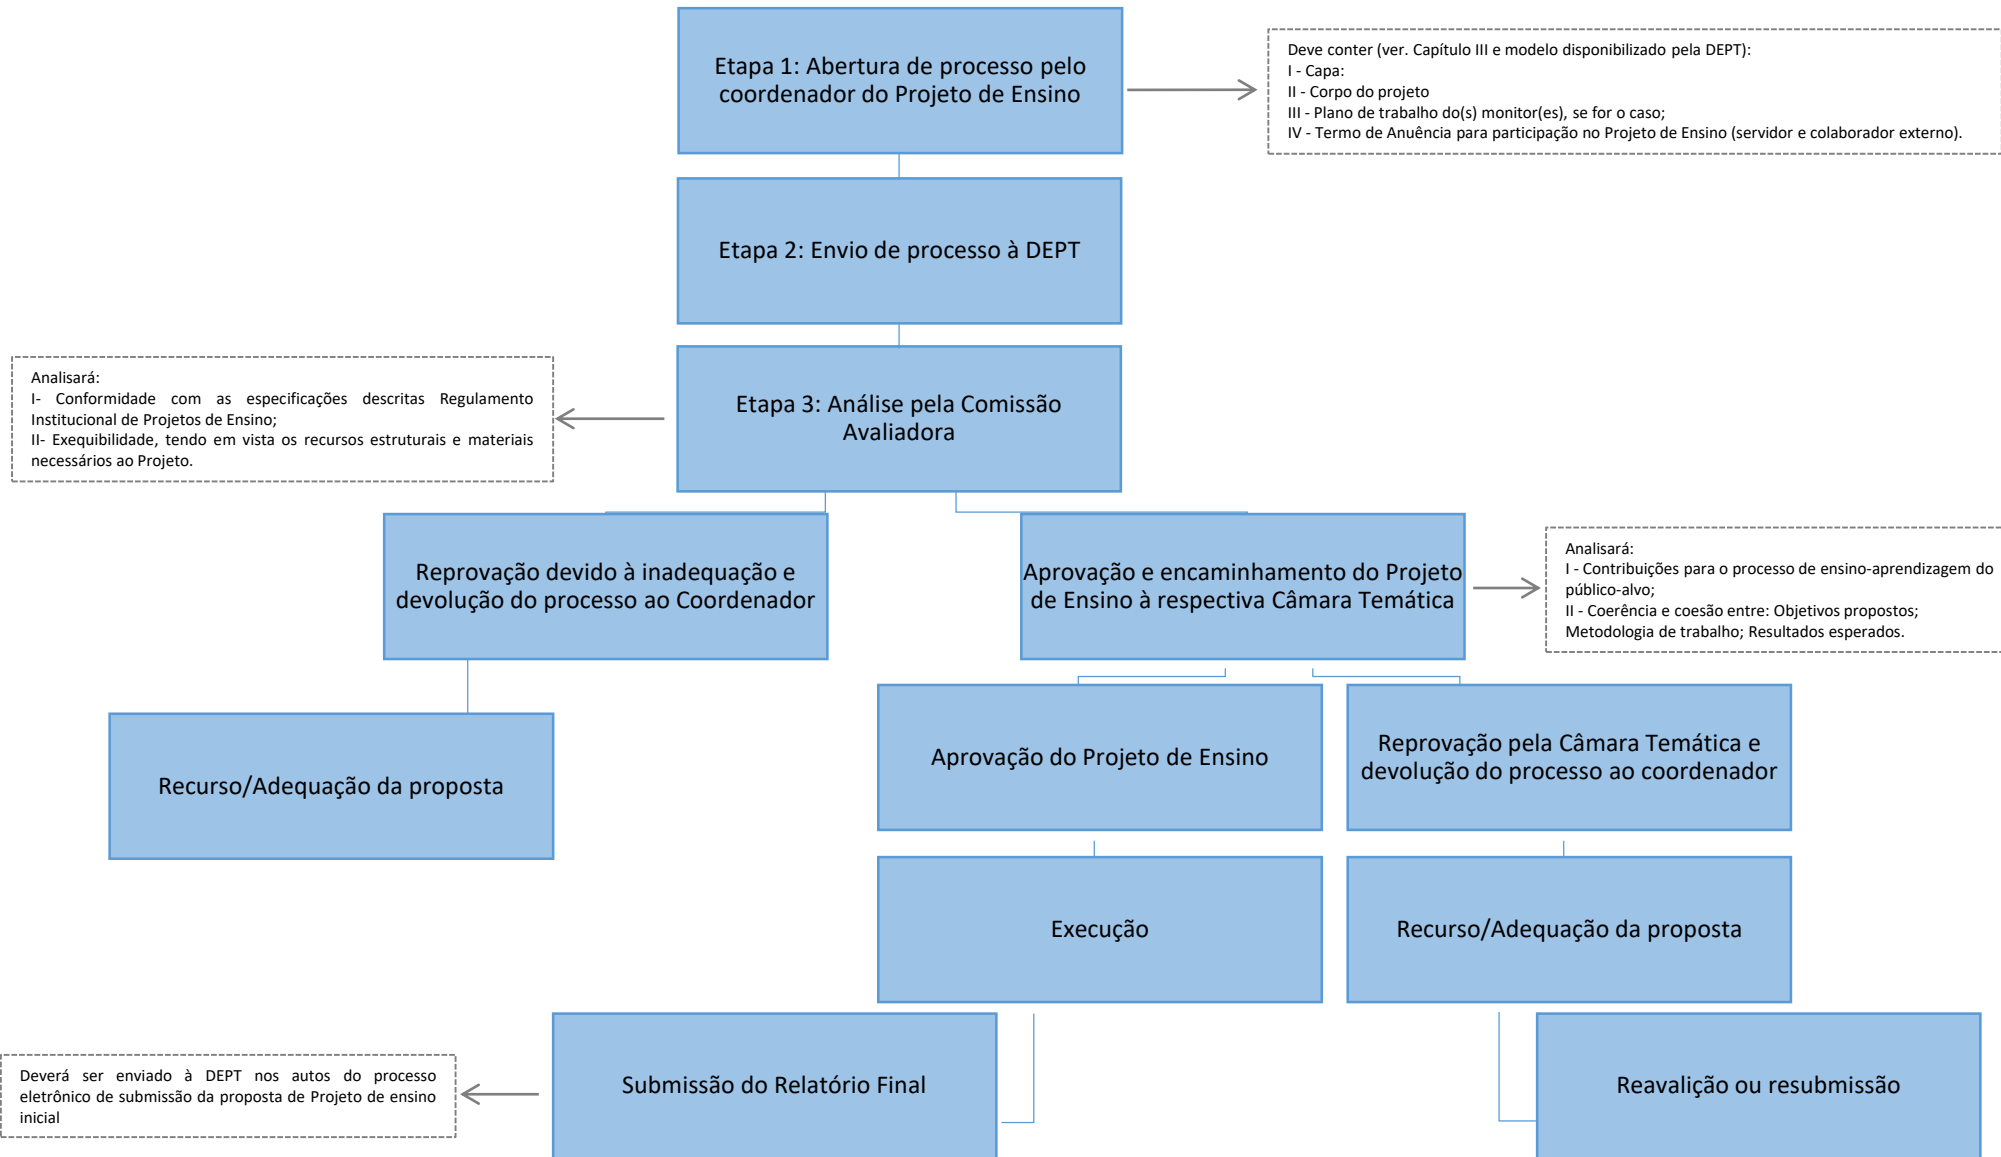 Etapa 1: Abertura de processo pelo
coordenador do Projeto de Ensino
Deve conter (ver. Capítulo III e modelo disponibilizado pela DEPT):
I - Capa:
II - Corpo do projeto
III - Plano de trabalho do(s) monitor(es), se for o caso;
IV - Termo de Anuência para participação no Projeto de Ensino (servidor e colaborador externo).
Etapa 2: Envio de processo à DEPT
Etapa 3: Análise pela Comissão
Avaliadora
Analisará:
I- Conformidade com as especificações descritas Regulamento
Institucional de Projetos de Ensino;
II- Exequibilidade, tendo em vista os recursos estruturais e materiais
necessários ao Projeto.
Reprovação devido à inadequação e
devolução do processo ao Coordenador
Aprovação e encaminhamento do Projeto
de Ensino à respectiva Câmara Temática
Analisará:
I - Contribuições para o processo de ensino-aprendizagem do
público-alvo;
II - Coerência e coesão entre: Objetivos propostos;
Metodologia de trabalho; Resultados esperados.
Recurso/Adequação da proposta
Aprovação do Projeto de Ensino
Reprovação pela Câmara Temática e
devolução do processo ao coordenador
Execução
Recurso/Adequação da proposta
Submissão do Relatório Final
Deverá ser enviado à DEPT nos autos do processo
eletrônico de submissão da proposta de Projeto de ensino
inicial
Reavalição ou resubmissão